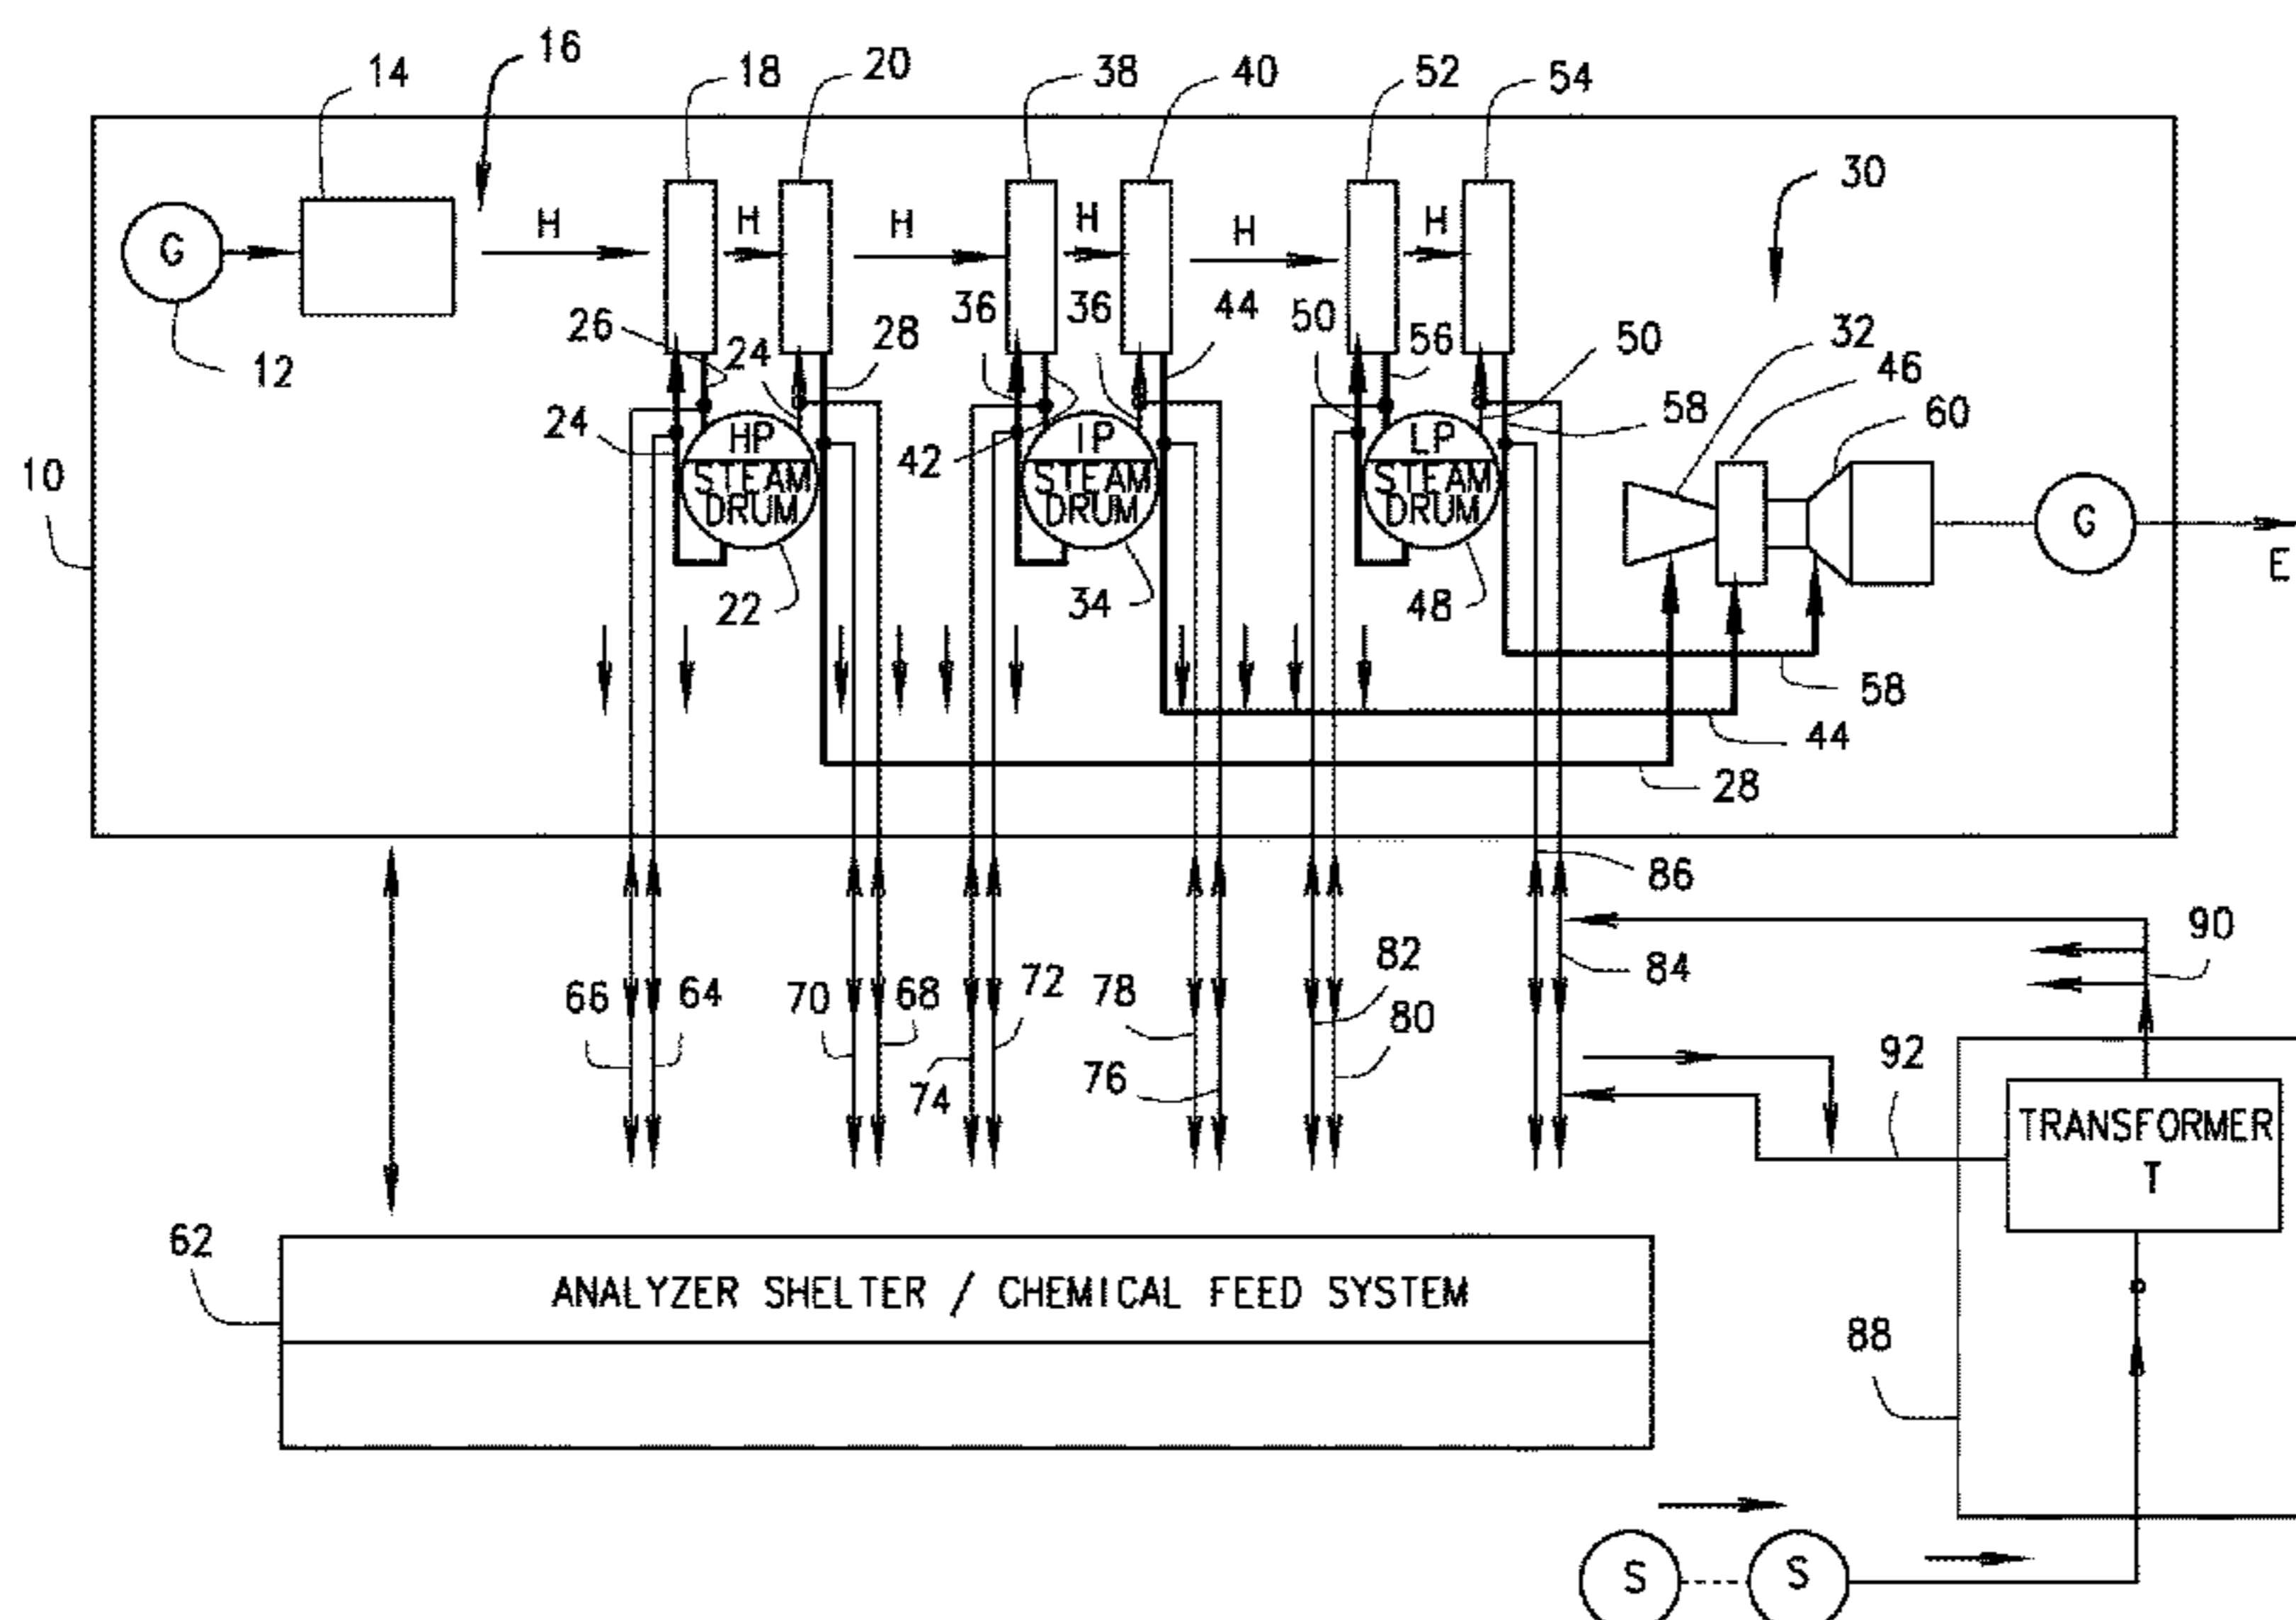 16
14
18
20
38
40
52
54
30
H
H
H
H
H
H
G
12
26
24
28
36
36
44
50
56
50
32
46
60
58
24
42
10
HP
STEAM
DRUM
IP
STEAM
DRUM
LP
STEAM
DRUM
G
E
22
34
48
58
44
28
86
90
82
84
66
64
70
68
72
78
80
74
76
92
TRANSFORMER
T
62
ANALYZER SHELTER / CHEMICAL FEED SYSTEM
88
S
S